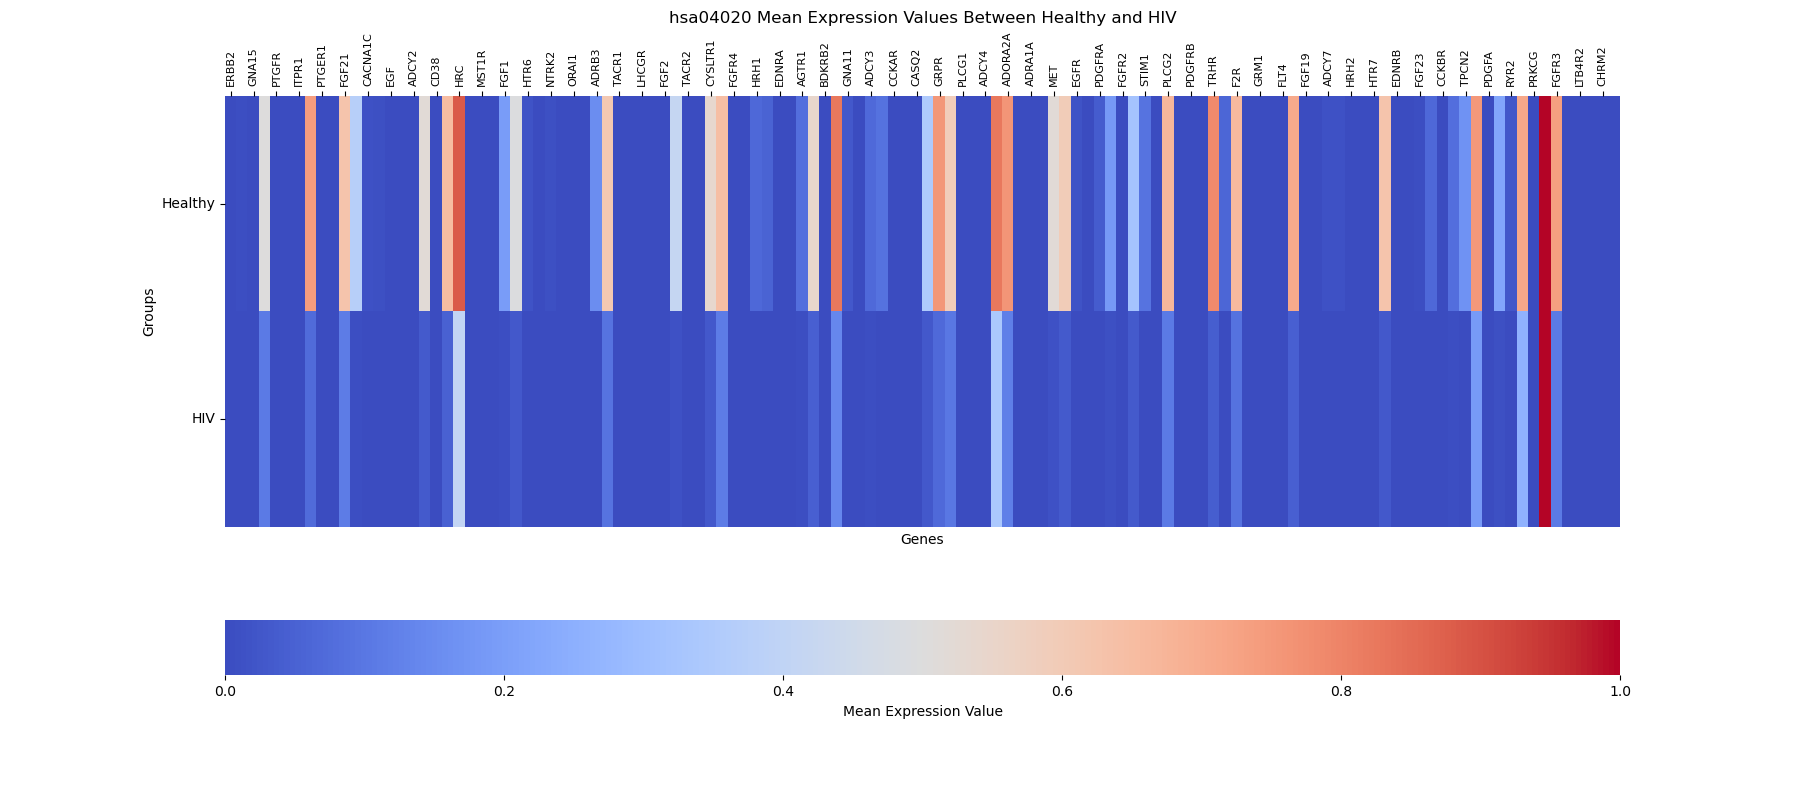 hsa04020 Mean Expression Values Between Healthy and HIV
ERBB2 GNA15 PTGFR ITPR1 PTGER1 FGF21 CACNA1C EGF ADCY2 CD38 HRC MST1R FGF1 HTR6 NTRK2 ORAI1 ADRB3 TACR1 LHCGR FGF2 TACR2 CYSLTR1 FGFR4 HRH1 EDNRA AGTR1 BDKRB2 GNA11 ADCY3 CCKAR CASQ2 GRPR PLCG1 ADCY4 ADORA2A ADRA1A MET EGFR PDGFRA FGFR2 STIM1 PLCG2 PDGFRB TRHR F2R GRM1 FLT4 FGF19 ADCY7 HRH2 HTR7 EDNRB FGF23 CCKBR TPCN2 PDGFA RYR2 PRKCG FGFR3 LTB4R2 CHRM2
Healthy
Groups
HIV
Genes
0.0 0.2 0.4 0.6 0.8 1.0
Mean Expression Value